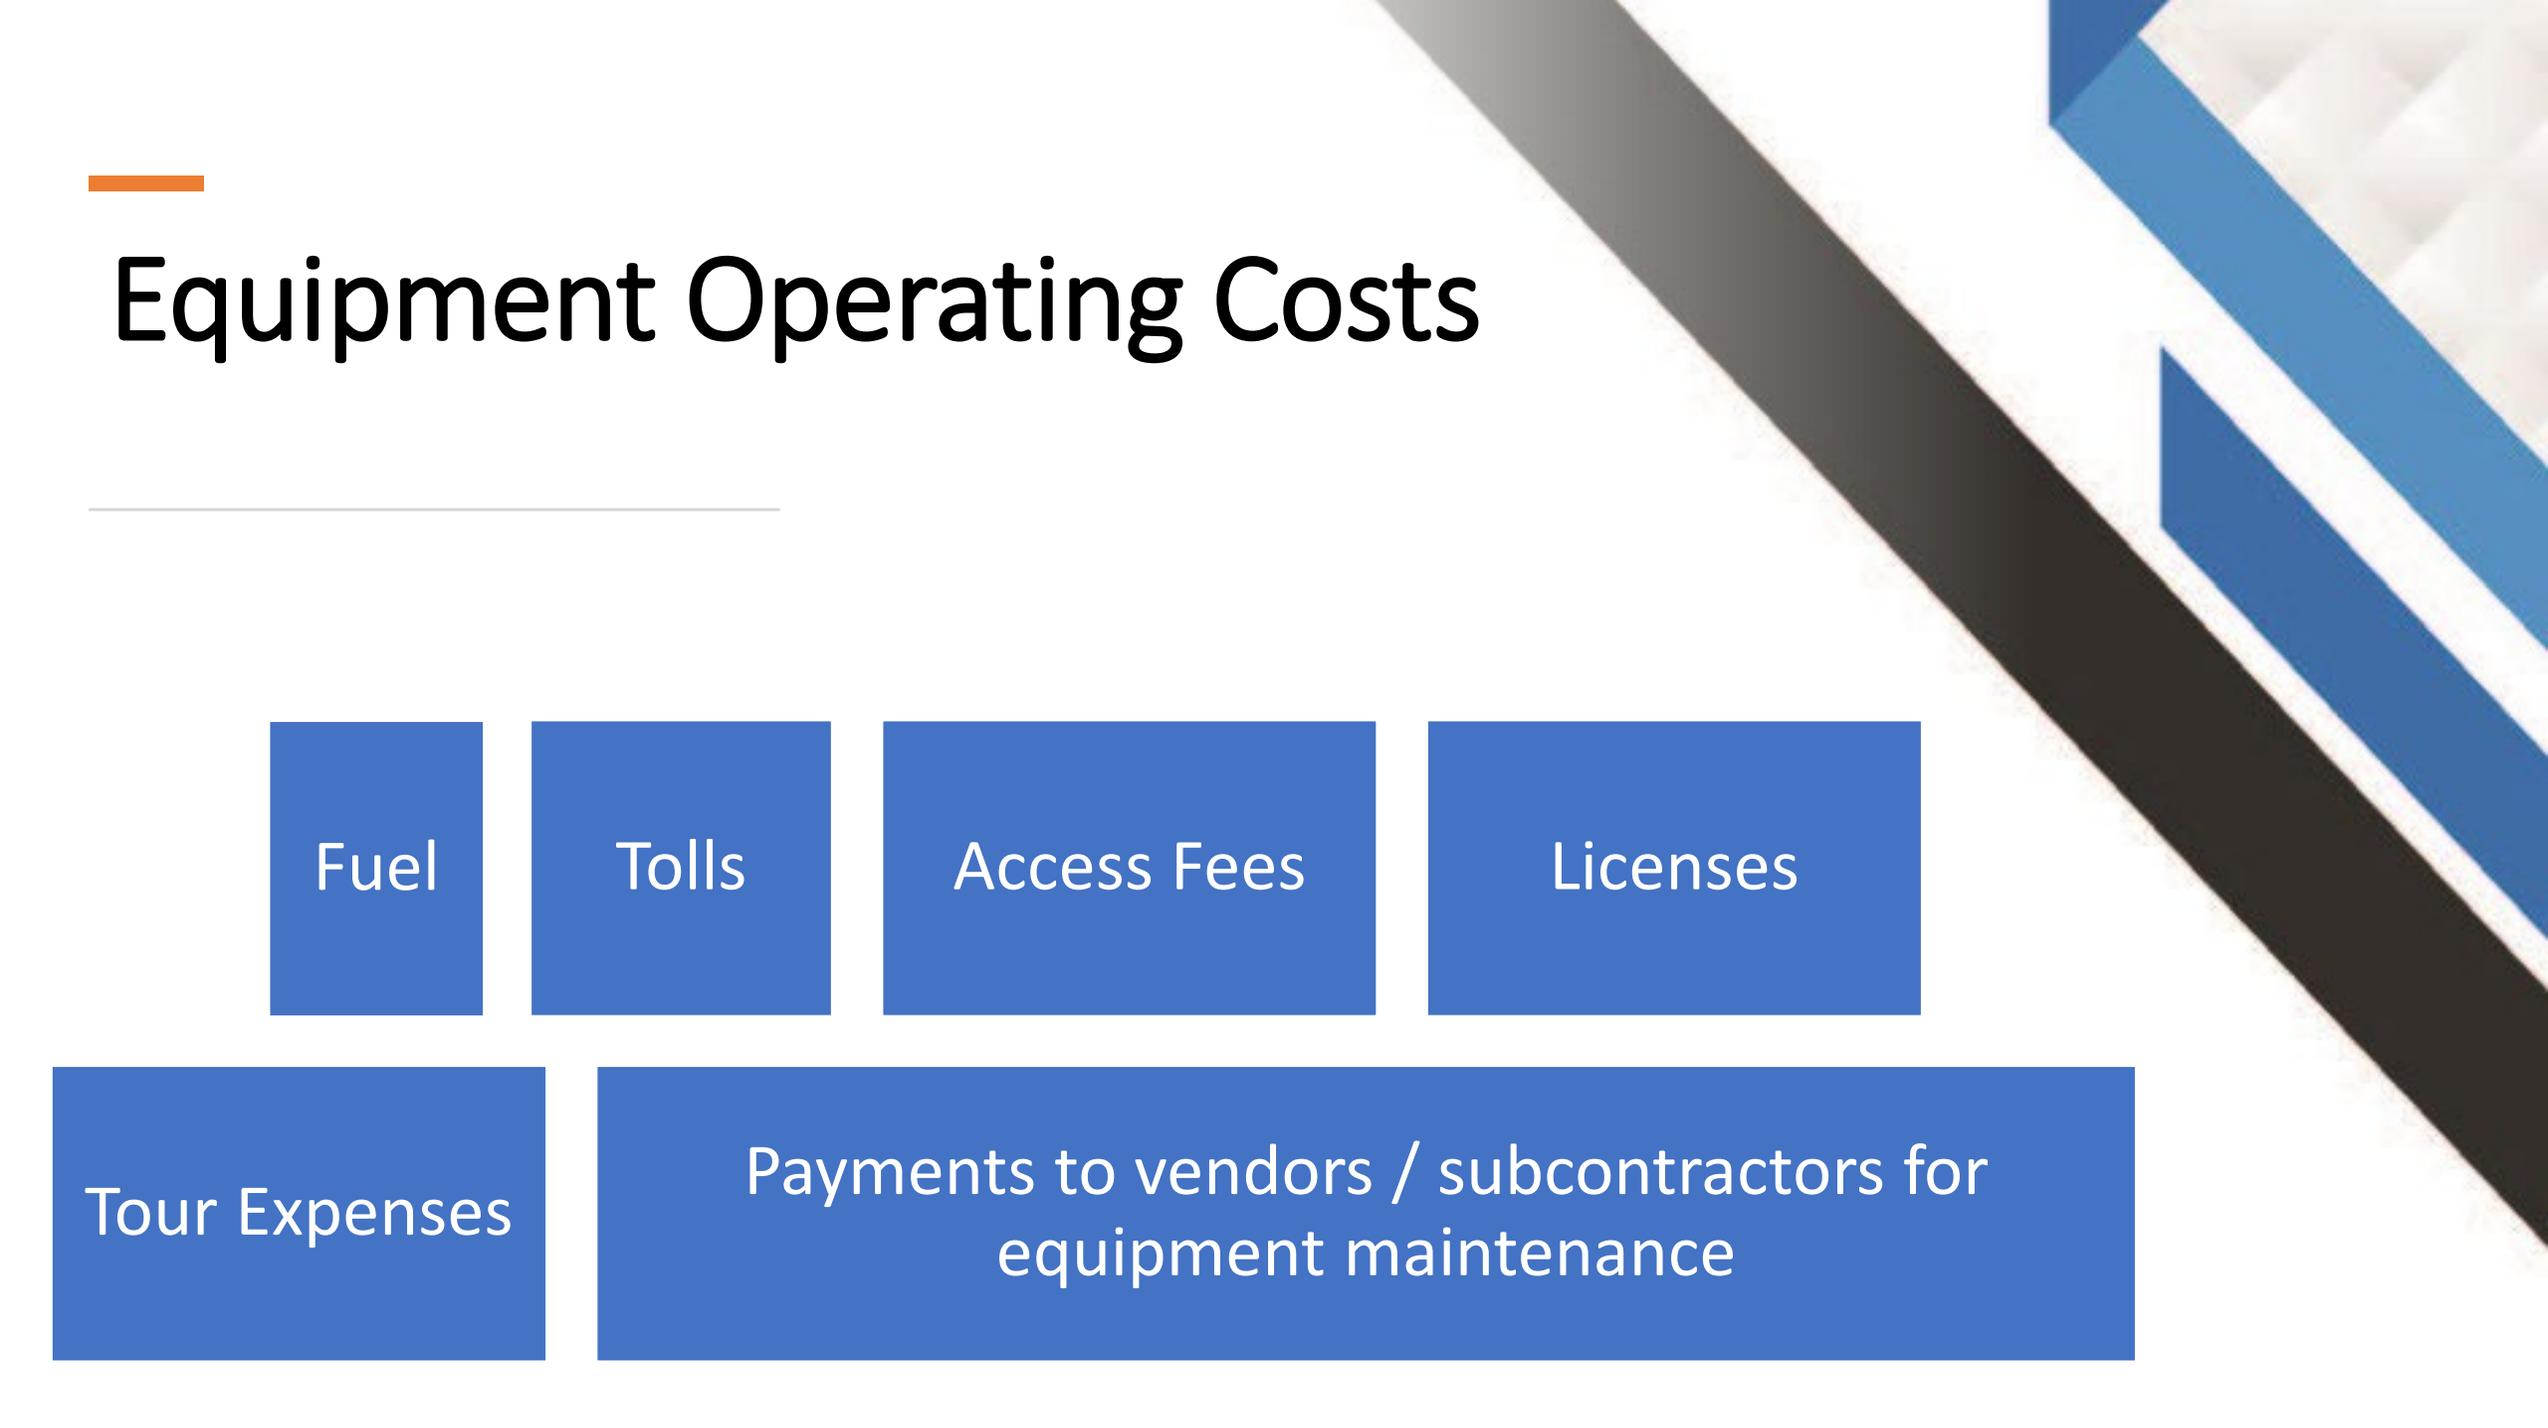 Equipment Operating Costs
Fuel
Tolls
Access Fees
Licenses
Tour Expenses
Payments to vendors / subcontractors for
equipment maintenance